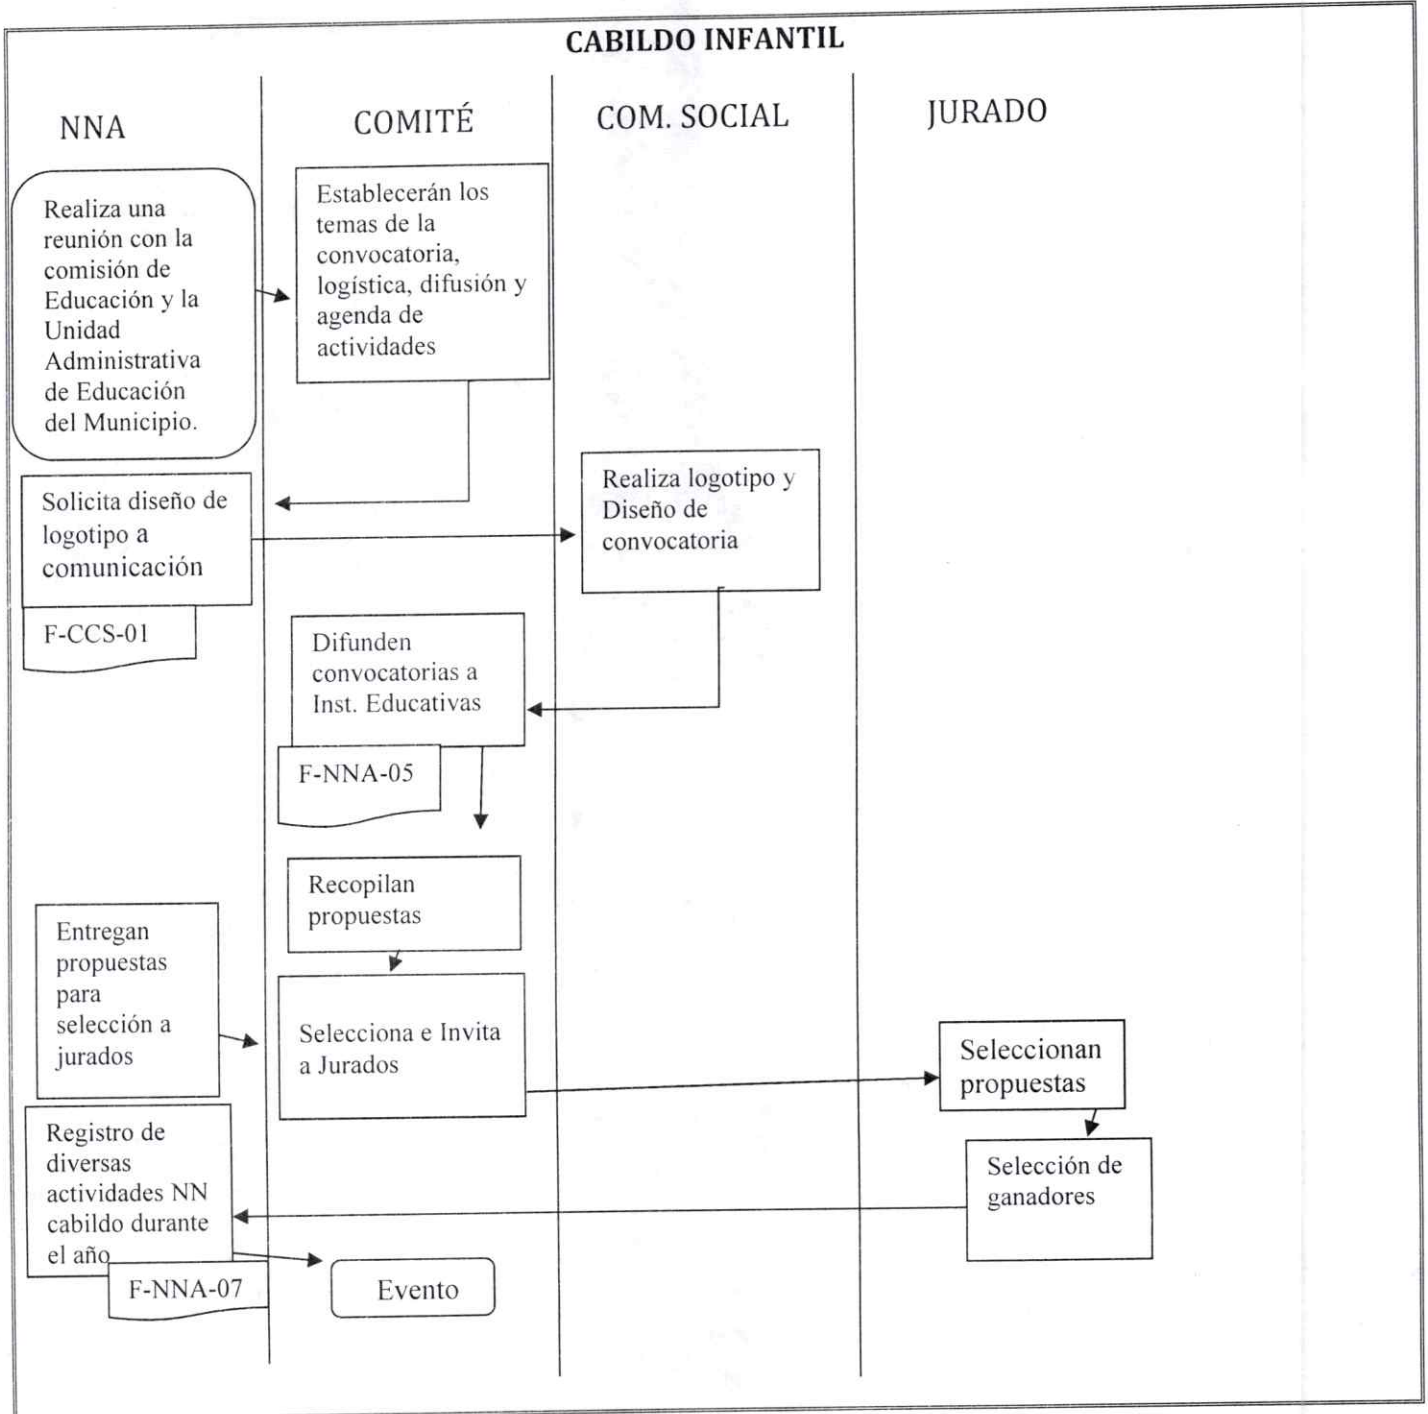 CABILDO INFANTIL
NNA
COMITÉ
COM. SOCIAL
JURADO
Realiza una
reunión con la
comisión de
Educación y la
Unidad
Administrativa
de Educación
del Municipio.
Establecerán los
temas de la
convocatoria,
logística, difusión y
agenda de
actividades
Solicita diseño de
logotipo a
comunicación
F-CCS-01
Realiza logotipo y
Diseño de
convocatoria
Difunden
convocatorias a
Inst. Educativas
F-NNA-05
Recopilan
propuestas
Entregan
propuestas
para
selección a
jurados
Selecciona e Invita
a Jurados
Seleccionan
propuestas
Selección de
ganadores
Registro de
diversas
actividades NN
cabildo durante
el año
F-NNA-07
Evento